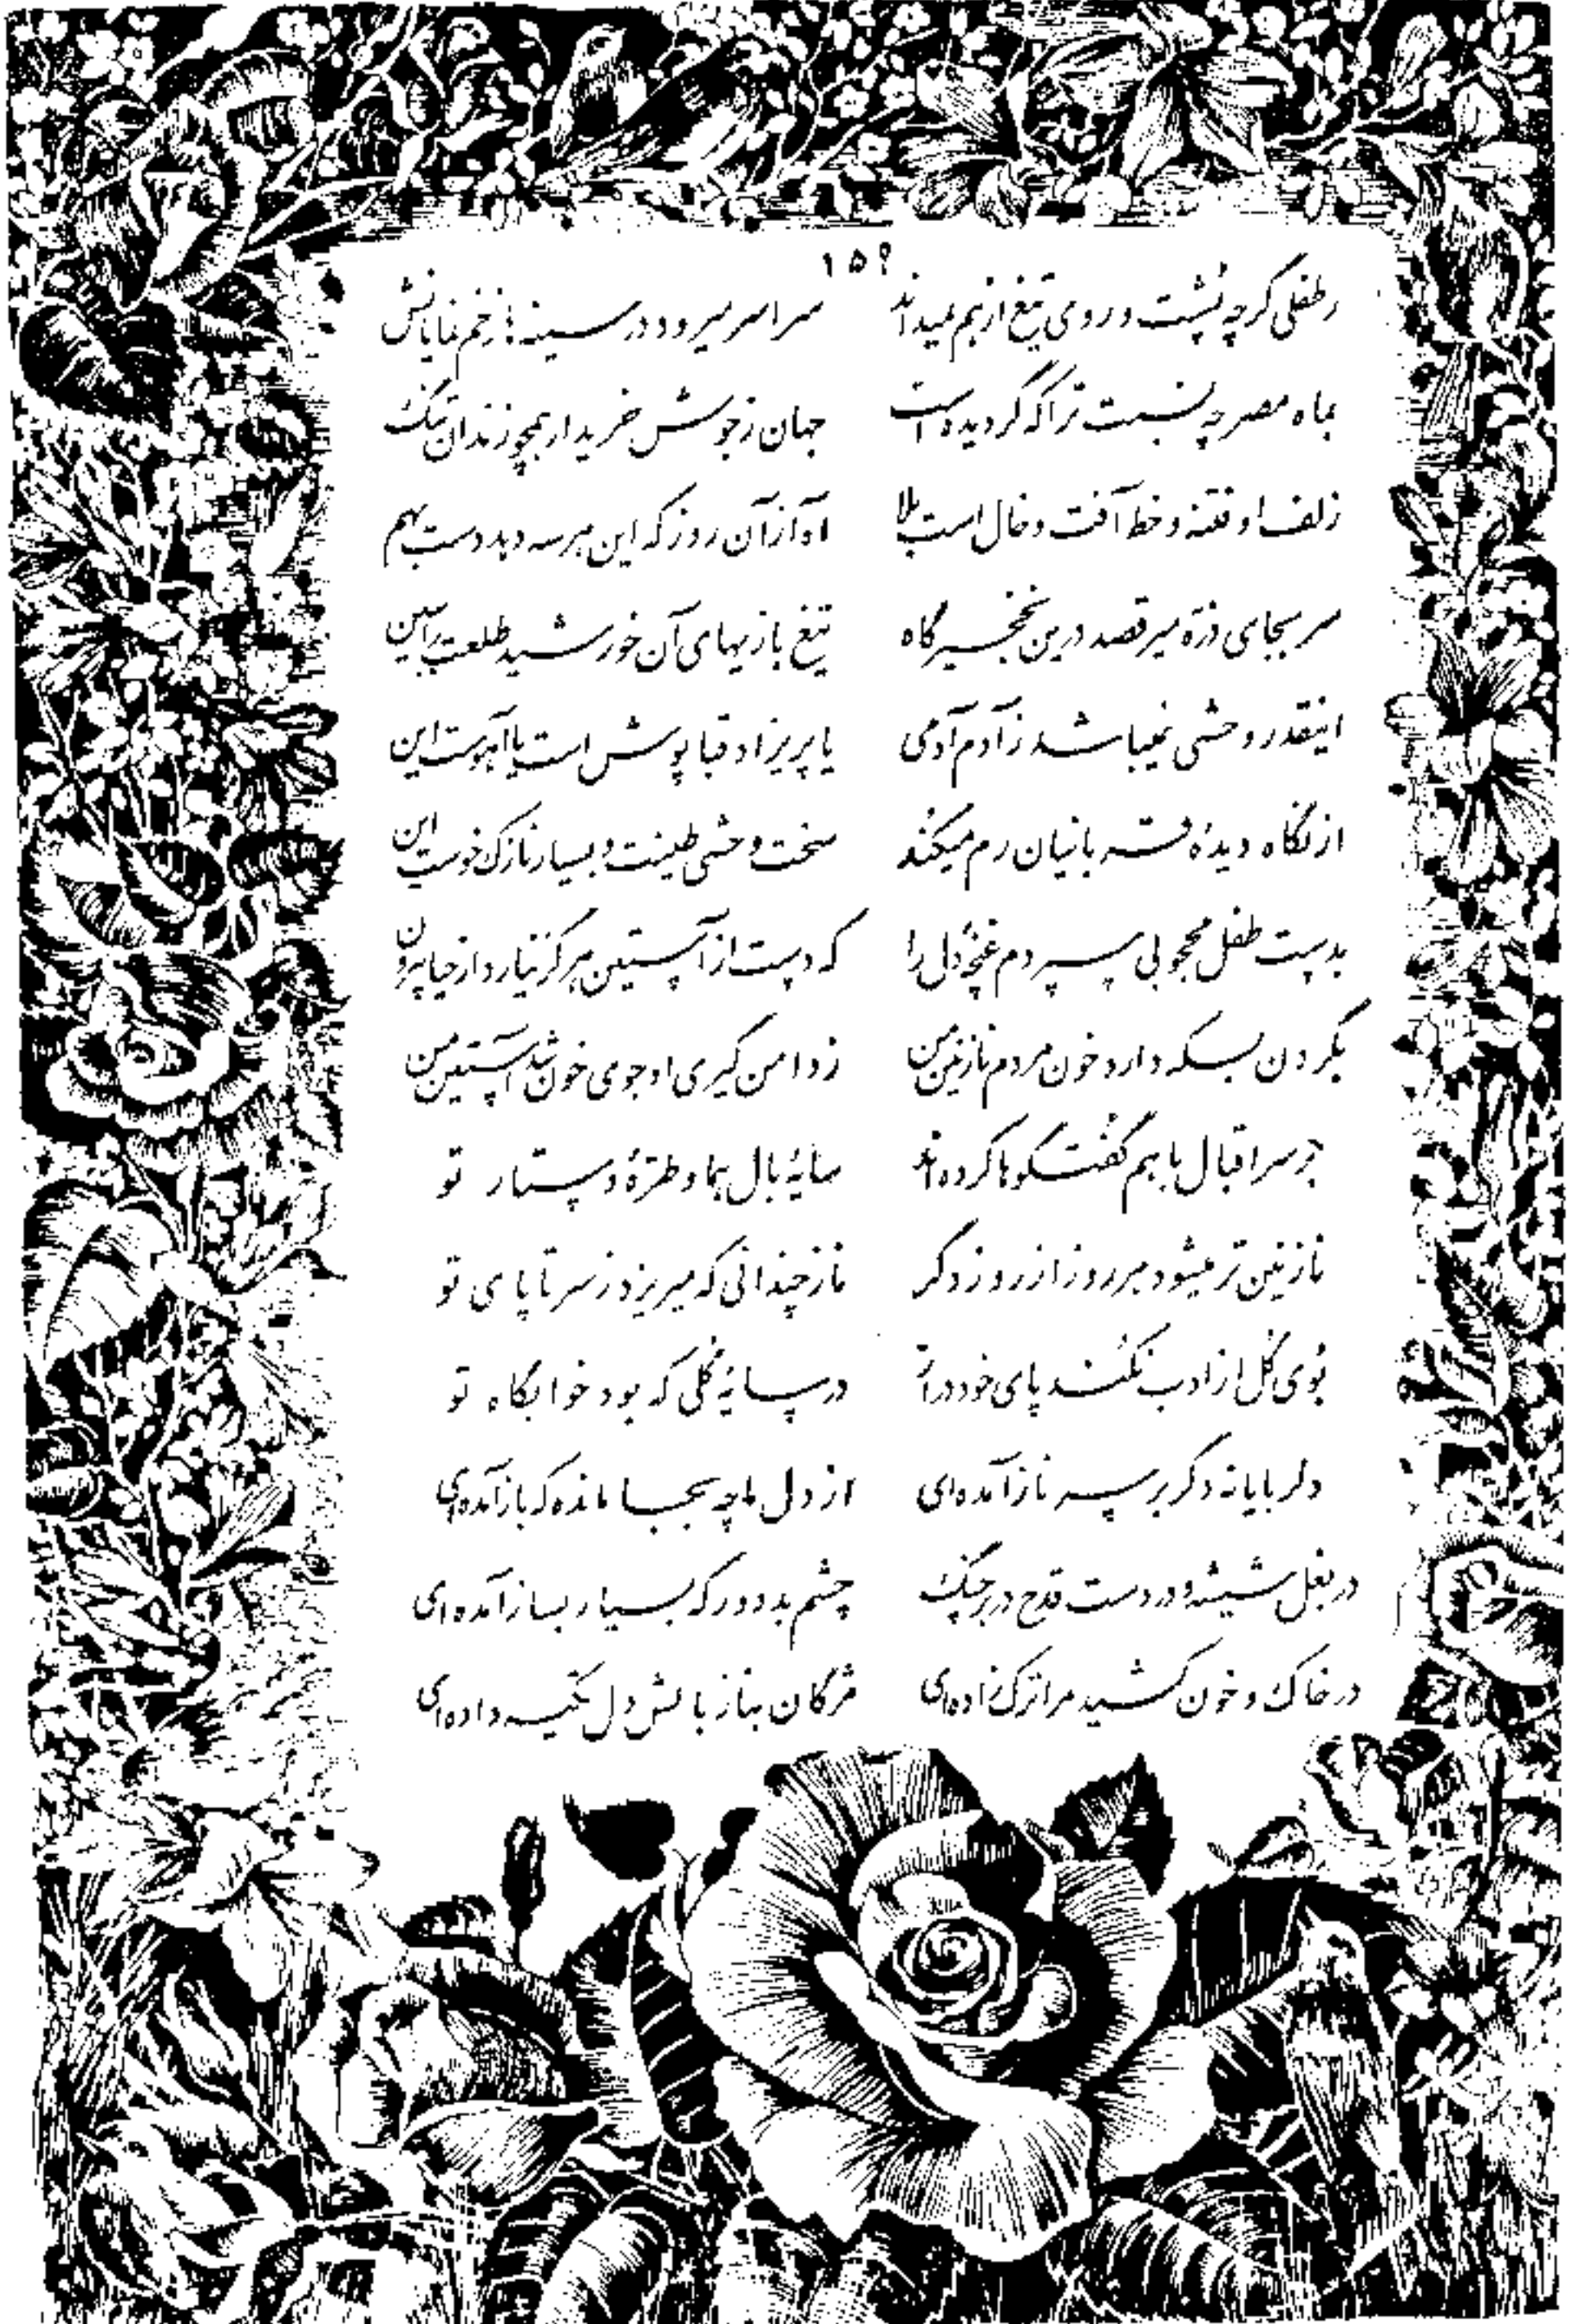 ۱۵۹
ز طفلی گرچه پشت و روی تیغ از هم نمیداند سراسر میرود در سینه‌ها زخم نمایانش
بماه مصر چه نسبت ترا که گردیده است جهان ز جوش خریدار همچو زندان تنگ
زلف او فتنه و خط آفت و خال است بلا آه از آن روز که این هر سه دهد دست بهم
سر بجای ذره میرقصد درین نخجیرگاه تیغ بازیهای آن خورشید طلعت را ببین
اینقدر وحشی نمیباشد ز آدم آدمی یا پریزاد قبا پوش است یا آهوست این
از نگاه دیده قربانیان رم میکند سخت وحشی طینت و بسیار نازک خوست این
بدست طفل محجوبی سپردم غنچهٔ دل را که دست از آستین هرگز نیارد از حیا بیرون
بگردن بسکه دارد خون مردم نازنین من ز دامن گیری او جوی خون شد آستین من
بر سر اقبال با هم گفتگوها کرده‌اند سایهٔ بال هما و طرهٔ دستار تو
نازنین تر میشود هر روز از روز دگر ناز چندانی که میریزد ز سر تا پای تو
بوی گل از ادب نکند پای خود دراز در سایهٔ گلی که بود خوابگاه تو
دلربایانه دگر بر سر ناز آمده‌ای از دل ما چه بجا مانده که باز آمده‌ای
در بغل شیشه و در دست قدح در بر چنگ چشم بد دور که بسیار بساز آمده‌ای
در خاک و خون کشید مرا ترک‌زاده‌ای مژگان بناز بالش دل تکیه داده‌ای